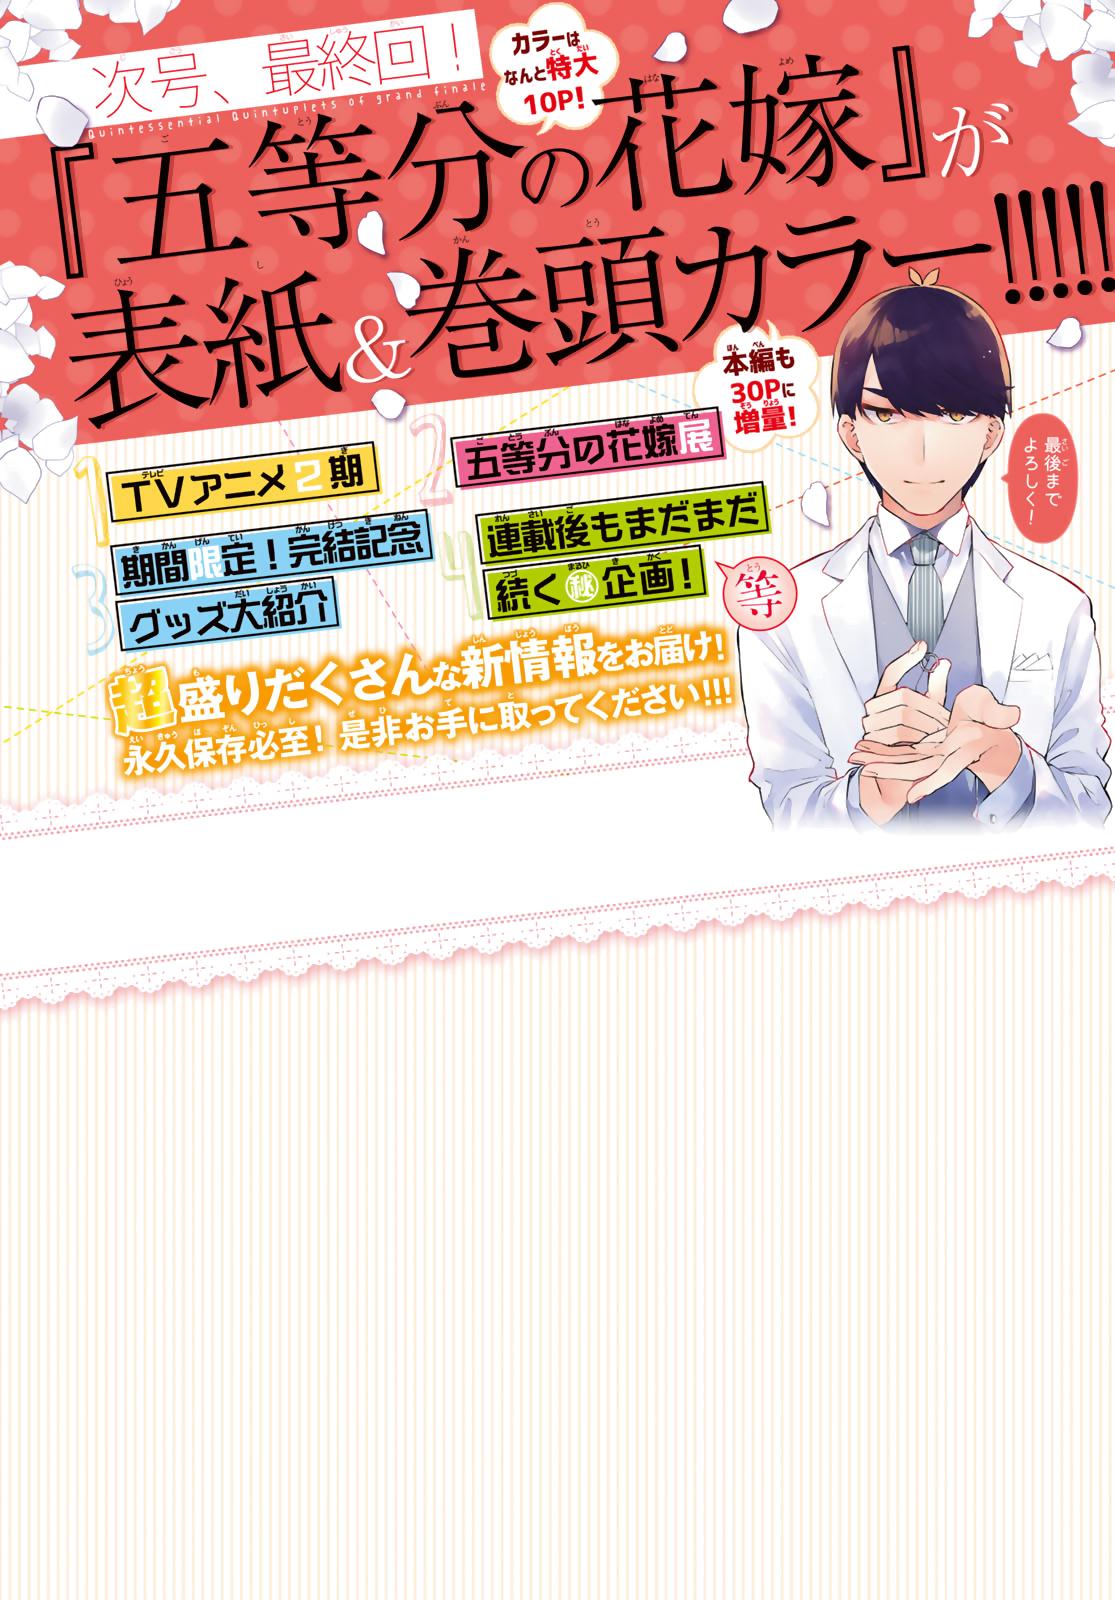 次号、最終回！
Quintessential Quintuplets of grand finale
カラーは
なんと特大
10P!
『五等分の花嫁』が
表紙&巻頭カラー!!!!!
本編も
30Pに
増量!
1 TVアニメ2期
2 五等分の花嫁展
3 期間限定！完結記念
グッズ大紹介
4 連載後もまだまだ
続く㊙企画！
等
最後まで
よろしく！
超盛りだくさんな新情報をお届け！
永久保存必至！是非お手に取ってください!!!